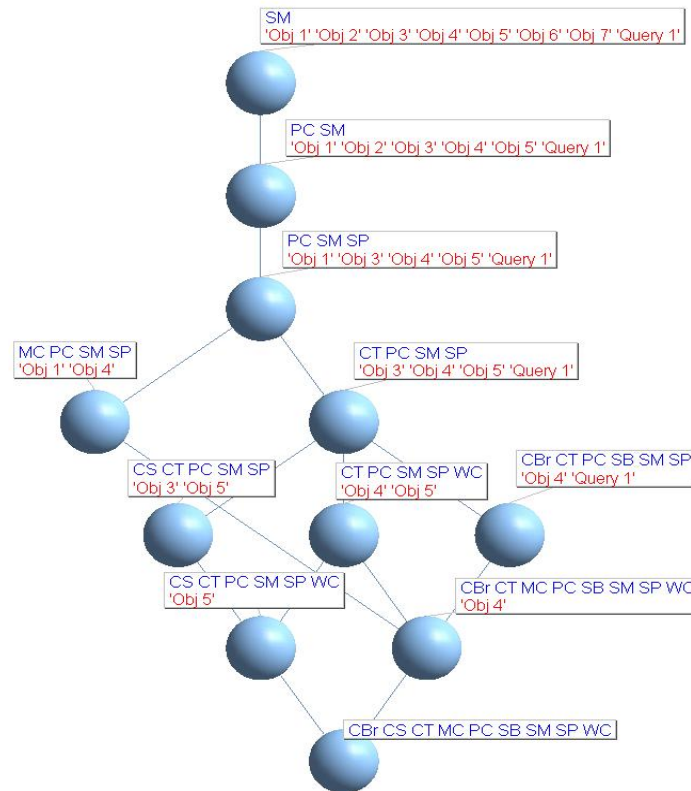 SM
'Obj 1' 'Obj 2' 'Obj 3' 'Obj 4' 'Obj 5' 'Obj 6' 'Obj 7' 'Query 1'
PC SM
'Obj 1' 'Obj 2' 'Obj 3' 'Obj 4' 'Obj 5' 'Query 1'
PC SM SP
'Obj 1' 'Obj 3' 'Obj 4' 'Obj 5' 'Query 1'
MC PC SM SP
'Obj 1' 'Obj 4'
CT PC SM SP
'Obj 3' 'Obj 4' 'Obj 5' 'Query 1'
CS CT PC SM SP
'Obj 3' 'Obj 5'
CT PC SM SP WC
'Obj 4' 'Obj 5'
CBr CT PC SB SM SP
'Obj 4' 'Query 1'
CS CT PC SM SP WC
'Obj 5'
CBr CT MC PC SB SM SP WC
'Obj 4'
CBr CS CT MC PC SB SM SP WC